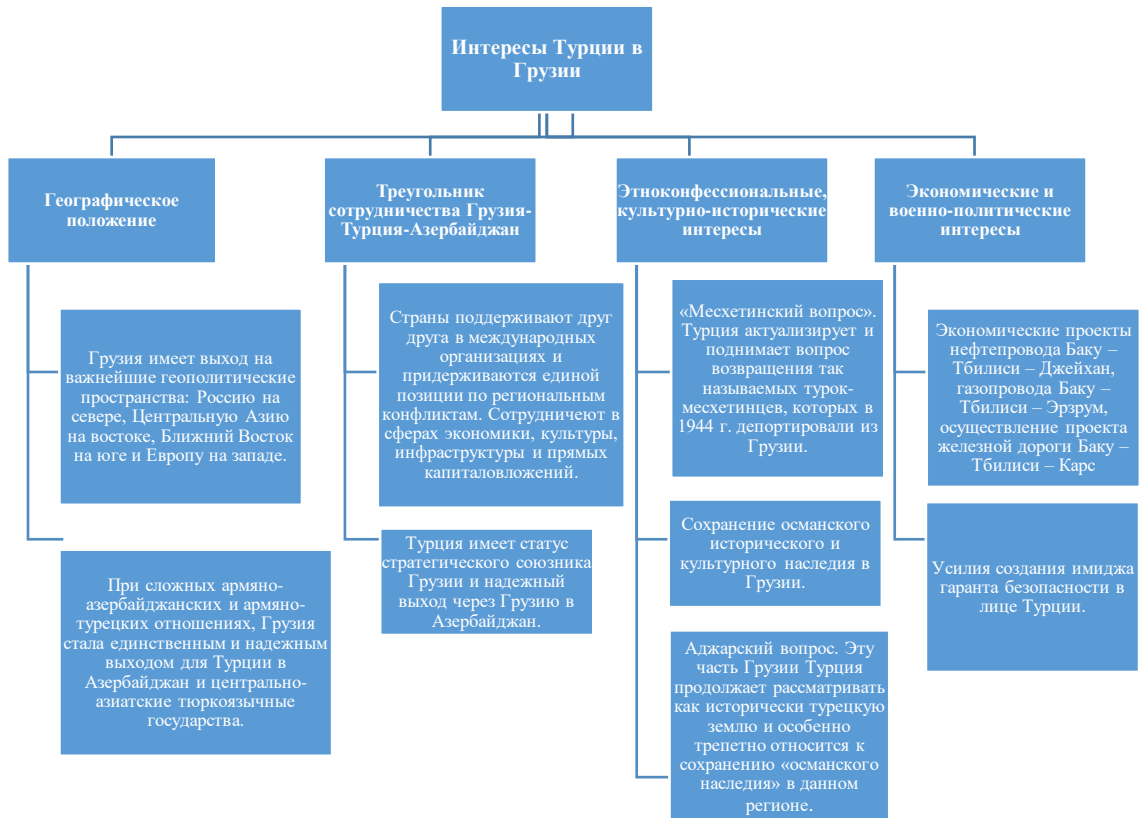 Интересы Турции в
Грузии
Географическое
положение
Грузия имеет выход на
важнейшие геополитические
пространства: Россию на
севере, Центральную Азию
на востоке, Ближний Восток
на юге и Европу на западе.
При сложных армяно-
азербайджанских и армяно-
турецких отношениях, Грузия
стала единственным и надежным
выходом для Турции в
Азербайджан и центрально-
азиатские тюркоязычные
государства.
Треугольник
сотрудничества Грузия-
Турция-Азербайджан
Страны поддерживают друг
друга в международных
организациях и
придерживаются единой
позиции по региональным
конфликтам. Сотрудничеют в
сферах экономики, культуры,
инфраструктуры и прямых
капиталовложений.
Турция имеет статус
стратегического союзника
Грузии и надежный
выход через Грузию в
Азербайджан.
Этноконфессиональные,
культурно-исторические
интересы
«Месхетинский вопрос».
Турция актуализирует и
поднимает вопрос
возвращения так
называемых турок-
месхетинцев, которых в
1944 г. депортировали из
Грузии.
Сохранение османского
исторического и
культурного наследия в
Грузии.
Аджарский вопрос. Эту
часть Грузии Турция
продолжает рассматривать
как исторически турецкую
землю и особенно
трепетно относится к
сохранению «османского
наследия» в данном
регионе.
Экономические и
военно-политические
интересы
Экономические проекты
нефтепровода Баку –
Тбилиси – Джейхан,
газопровода Баку –
Тбилиси – Эрзрум,
осуществление проекта
железной дороги Баку –
Тбилиси – Карс
Усилия создания имиджа
гаранта безопасности в
лице Турции.